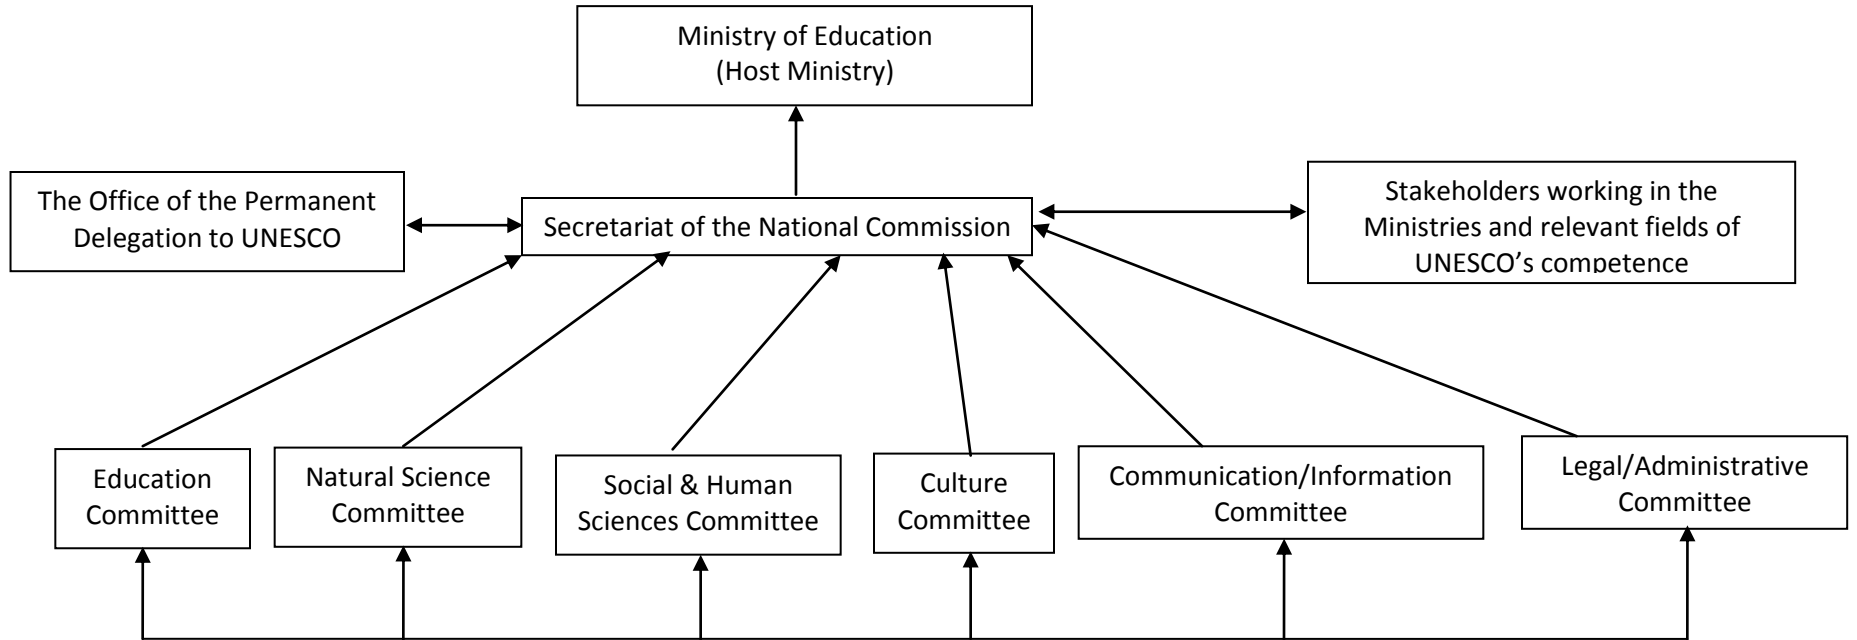 Ministry of Education
(Host Ministry)
The Office of the Permanent
Delegation to UNESCO
Secretariat of the National Commission
Stakeholders working in the
Ministries and relevant fields of
UNESCO’s competence
Education
Committee
Natural Science
Committee
Social & Human
Sciences Committee
Culture
Committee
Communication/Information
Committee
Legal/Administrative
Committee